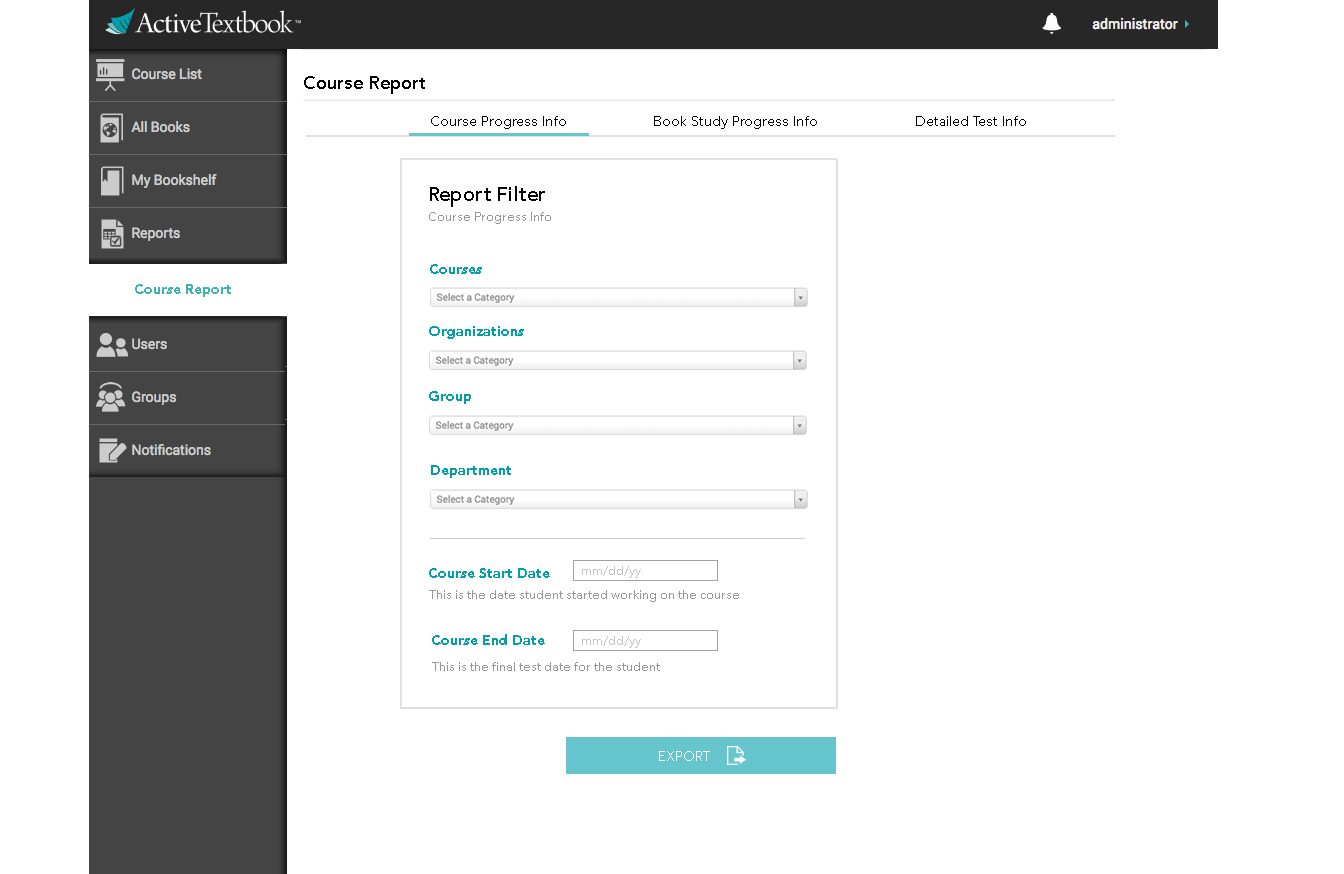 ActiveTextbook™
administrator
Course List
All Books
My Bookshelf
Reports
Course Report
Users
Groups
Notifications
Course Report
Course Progress Info
Book Study Progress Info
Detailed Test Info
Report Filter
Course Progress Info
Courses
Select a Category
Organizations
Select a Category
Group
Select a Category
Department
Select a Category
Course Start Date
mm/dd/yy
This is the date student started working on the course
Course End Date
mm/dd/yy
This is the final test date for the student
EXPORT